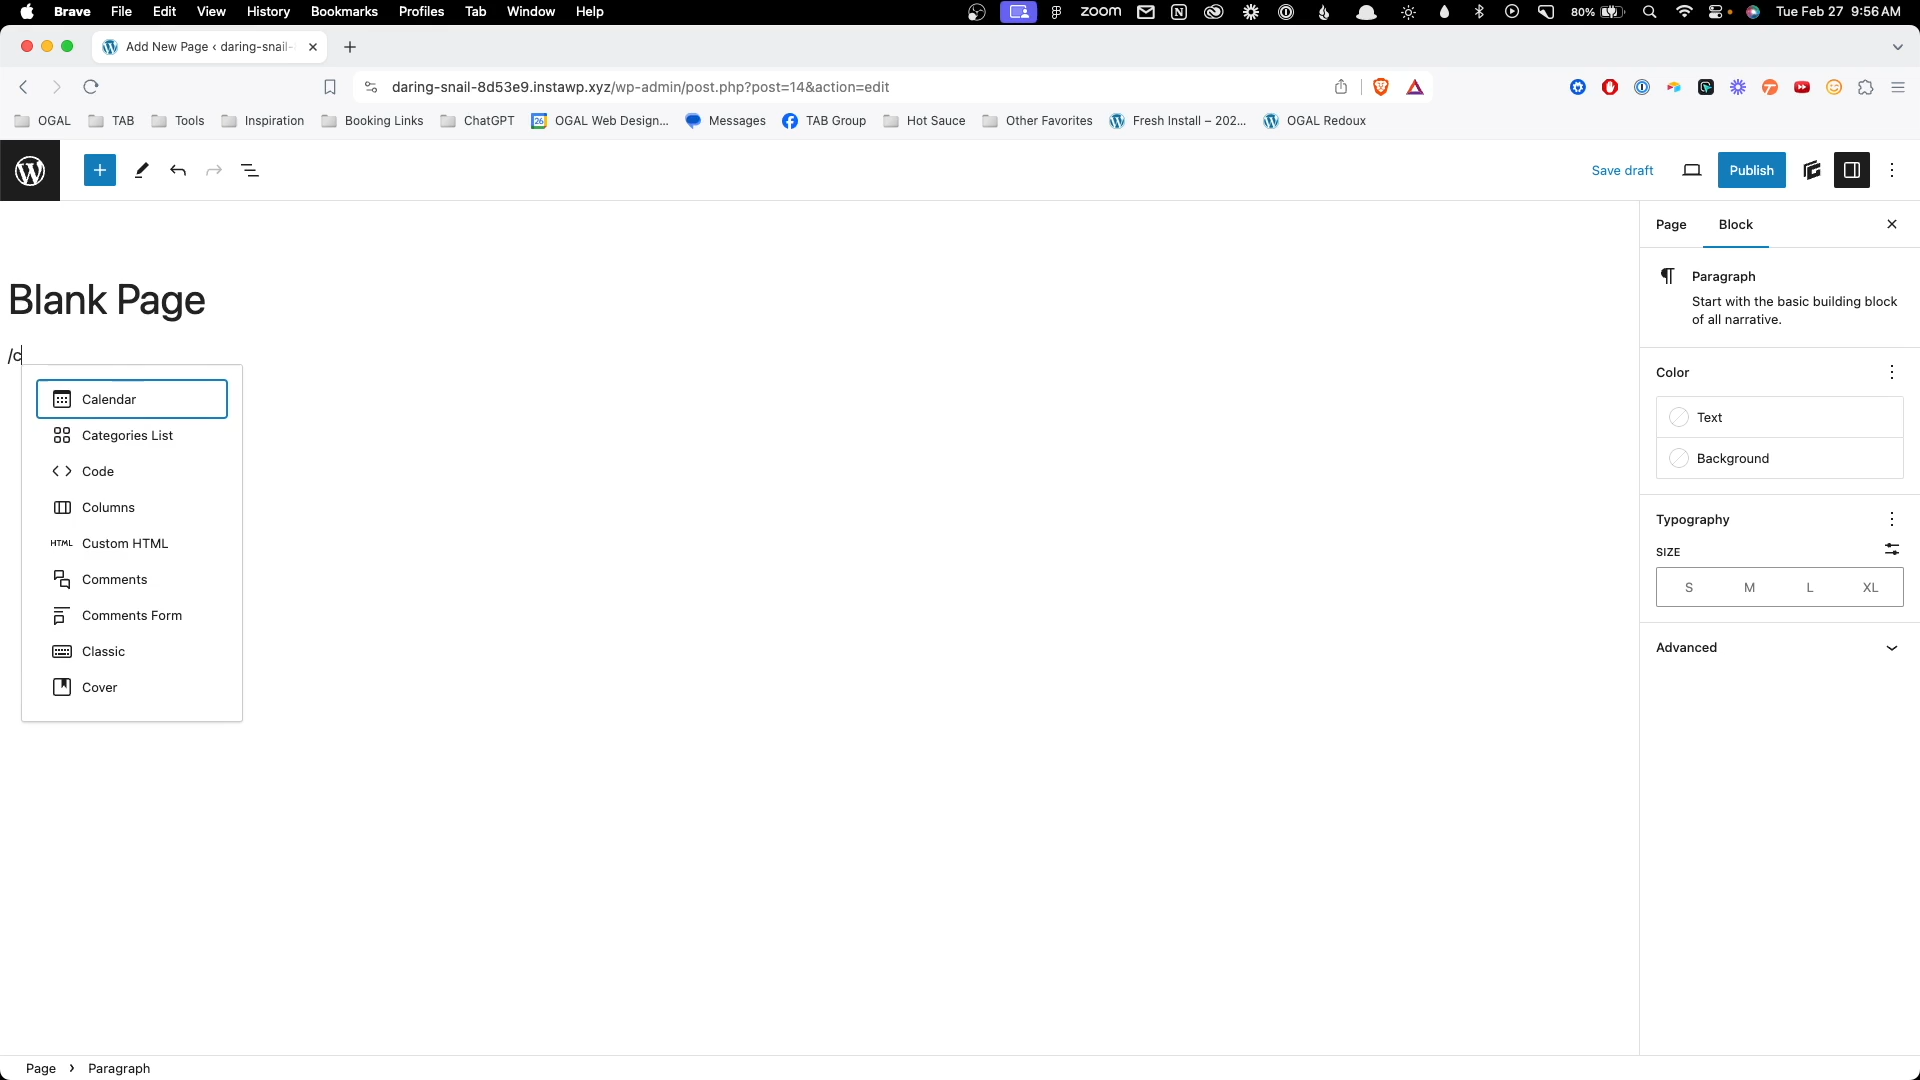 Brave File Edit View History Bookmarks Profiles Tab Window Help zoom 80% Tue Feb 27 9:56 AM
Add New Page ‹ daring-snail-
daring-snail-8d53e9.instawp.xyz/wp-admin/post.php?post=14&action=edit
OGAL TAB Tools Inspiration Booking Links ChatGPT 26 OGAL Web Design... Messages TAB Group Hot Sauce Other Favorites Fresh Install – 202... OGAL Redoux
Save draft Publish
Page Block
Paragraph
Start with the basic building block
of all narrative.
Blank Page
/c
Calendar
Categories List
Code
Columns
HTML Custom HTML
Comments
Comments Form
Classic
Cover
Color
Text
Background
Typography
SIZE
S M L XL
Advanced
Page › Paragraph